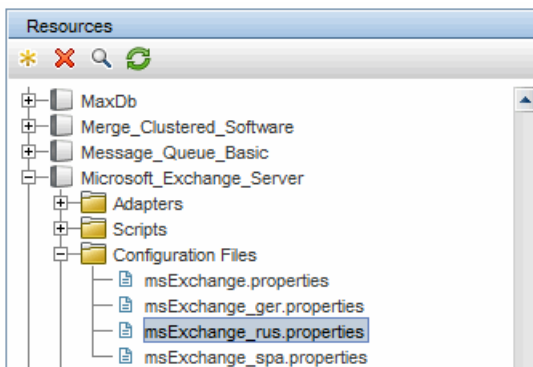 Resources
MaxDb
Merge_Clustered_Software
Message_Queue_Basic
Microsoft_Exchange_Server
Adapters
Scripts
Configuration Files
msExchange.properties
msExchange_ger.properties
msExchange_rus.properties
msExchange_spa.properties